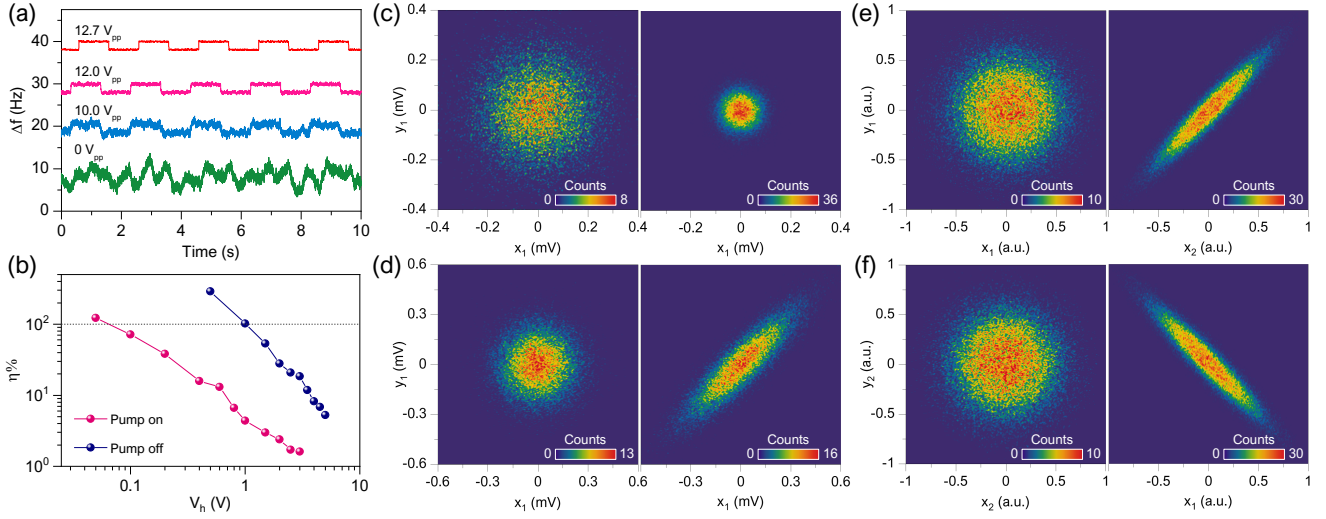 (a)
12.7 Vpp
12.0 Vpp
10.0 Vpp
0 Vpp
40
30
20
10
0
Δf (Hz)
0 2 4 6 8 10
Time (s)
(b)
10²
10¹
10⁰
η%
Pump on
Pump off
0.1 1 10
Vh (V)
(c)
0.4
0.2
0
-0.2
-0.4
y₁ (mV)
Counts
0 8
Counts
0 36
-0.4 -0.2 0 0.2 0.4 -0.2 0 0.2 0.4
x₁ (mV) x₁ (mV)
(d)
0.6
0.3
0
-0.3
-0.6
y₁ (mV)
Counts
0 13
Counts
0 16
-0.6 -0.3 0 0.3 0.6 -0.3 0 0.3 0.6
x₁ (mV) x₁ (mV)
(e)
1
0.5
0
-0.5
-1
y₁ (a.u.)
Counts
0 10
Counts
0 30
-1 -0.5 0 0.5 1 -0.5 0 0.5 1
x₁ (a.u.) x₂ (a.u.)
(f)
1
0.5
0
-0.5
-1
y₂ (a.u.)
Counts
0 10
Counts
0 30
-1 -0.5 0 0.5 1 -0.5 0 0.5 1
x₂ (a.u.) x₁ (a.u.)